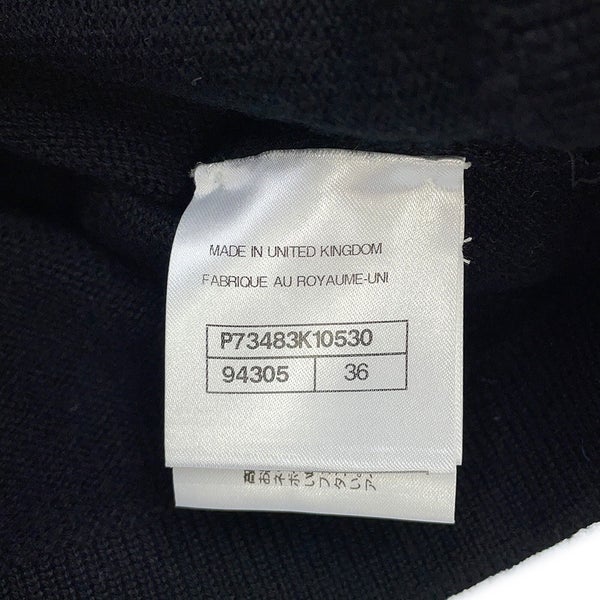 MADE IN UNITED KINGDOM
FABRIQUE AU ROYAUME-UNI
P73483K10530
94305 36